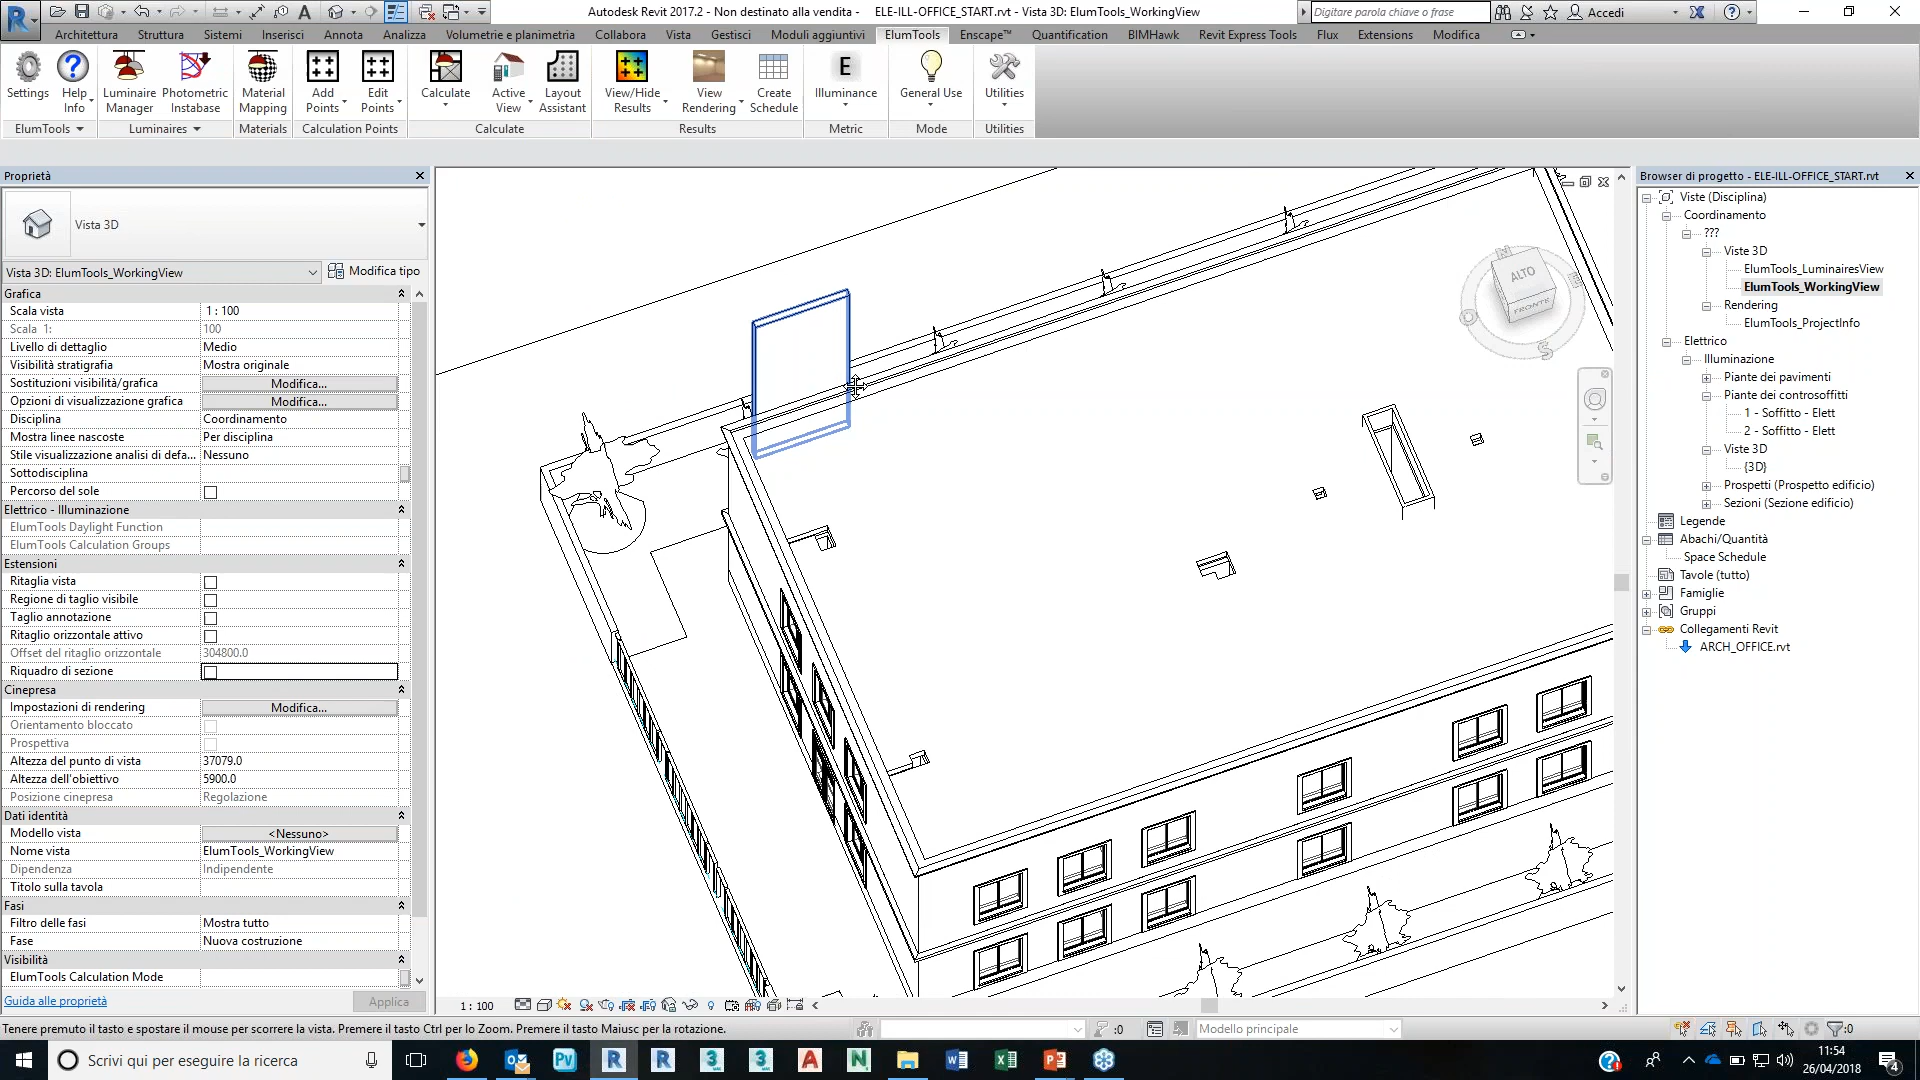 Autodesk Revit 2017.2 - Non destinato alla vendita - ELE-ILL-OFFICE_START.rvt - Vista 3D: ElumTools_WorkingView
Digitare parola chiave o frase
Accedi
Architettura Struttura Sistemi Inserisci Annota Analizza Volumetrie e planimetria Collabora Vista Gestisci Moduli aggiuntivi ElumTools Enscape™ Quantification BIMHawk Revit Express Tools Flux Extensions Modifica
Settings
Help Info
Luminaire Manager
Photometric Instabase
Material Mapping
Add Points
Edit Points
Calculate
Active View
Layout Assistant
View/Hide Results
View Rendering
Create Schedule
E
Illuminance
General Use
Utilities
ElumTools Luminaires Materials Calculation Points Calculate Results Metric Mode Utilities
Proprietà
Vista 3D
Vista 3D: ElumTools_WorkingView
Modifica tipo
Grafica
Scala vista 1 : 100
Scala 1: 100
Livello di dettaglio Medio
Visibilità stratigrafia Mostra originale
Sostituzioni visibilità/grafica Modifica...
Opzioni di visualizzazione grafica Modifica...
Disciplina Coordinamento
Mostra linee nascoste Per disciplina
Stile visualizzazione analisi di defa... Nessuno
Sottodisciplina
Percorso del sole
Elettrico - Illuminazione
ElumTools Daylight Function
ElumTools Calculation Groups
Estensioni
Ritaglia vista
Regione di taglio visibile
Taglio annotazione
Ritaglio orizzontale attivo
Offset del ritaglio orizzontale 304800.0
Riquadro di sezione
Cinepresa
Impostazioni di rendering Modifica...
Orientamento bloccato
Prospettiva
Altezza del punto di vista 37079.0
Altezza dell'obiettivo 5900.0
Posizione cinepresa Regolazione
Dati identità
Modello vista <Nessuno>
Nome vista ElumTools_WorkingView
Dipendenza Indipendente
Titolo sulla tavola
Fasi
Filtro delle fasi Mostra tutto
Fase Nuova costruzione
Visibilità
ElumTools Calculation Mode
Guida alle proprietà
Applica
ALTO
FRONTE
1 : 100
Browser di progetto - ELE-ILL-OFFICE_START.rvt
Viste (Disciplina)
Coordinamento
???
Viste 3D
ElumTools_LuminairesView
ElumTools_WorkingView
Rendering
ElumTools_ProjectInfo
Elettrico
Illuminazione
Piante dei pavimenti
Piante dei controsoffitti
1 - Soffitto - Elett
2 - Soffitto - Elett
Viste 3D
{3D}
Prospetti (Prospetto edificio)
Sezioni (Sezione edificio)
Legende
Abachi/Quantità
Space Schedule
Tavole (tutto)
Famiglie
Gruppi
Collegamenti Revit
ARCH_OFFICE.rvt
Tenere premuto il tasto e spostare il mouse per scorrere la vista. Premere il tasto Ctrl per lo Zoom. Premere il tasto Maiusc per la rotazione.
:0
Modello principale
:0
Scrivi qui per eseguire la ricerca
11:54
26/04/2018
4